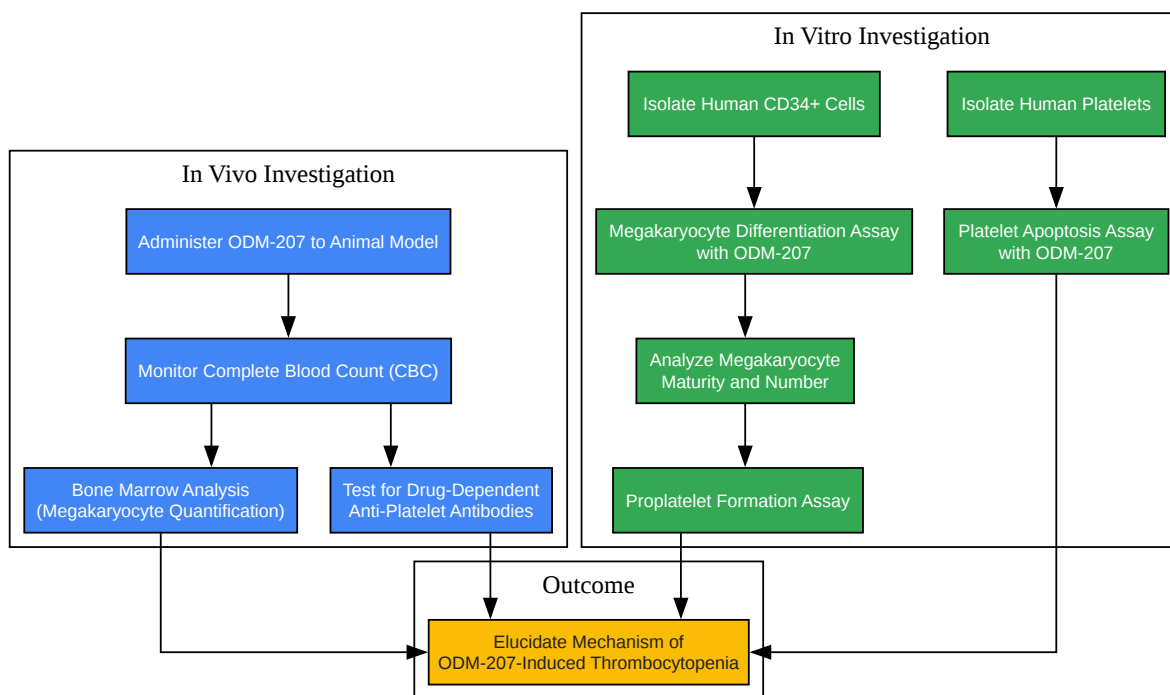 In Vivo Investigation
Administer ODM-207 to Animal Model
Monitor Complete Blood Count (CBC)
Bone Marrow Analysis
(Megakaryocyte Quantification)
Test for Drug-Dependent
Anti-Platelet Antibodies
In Vitro Investigation
Isolate Human CD34+ Cells
Isolate Human Platelets
Megakaryocyte Differentiation Assay
with ODM-207
Platelet Apoptosis Assay
with ODM-207
Analyze Megakaryocyte
Maturity and Number
Proplatelet Formation Assay
Outcome
Elucidate Mechanism of
ODM-207-Induced Thrombocytopenia